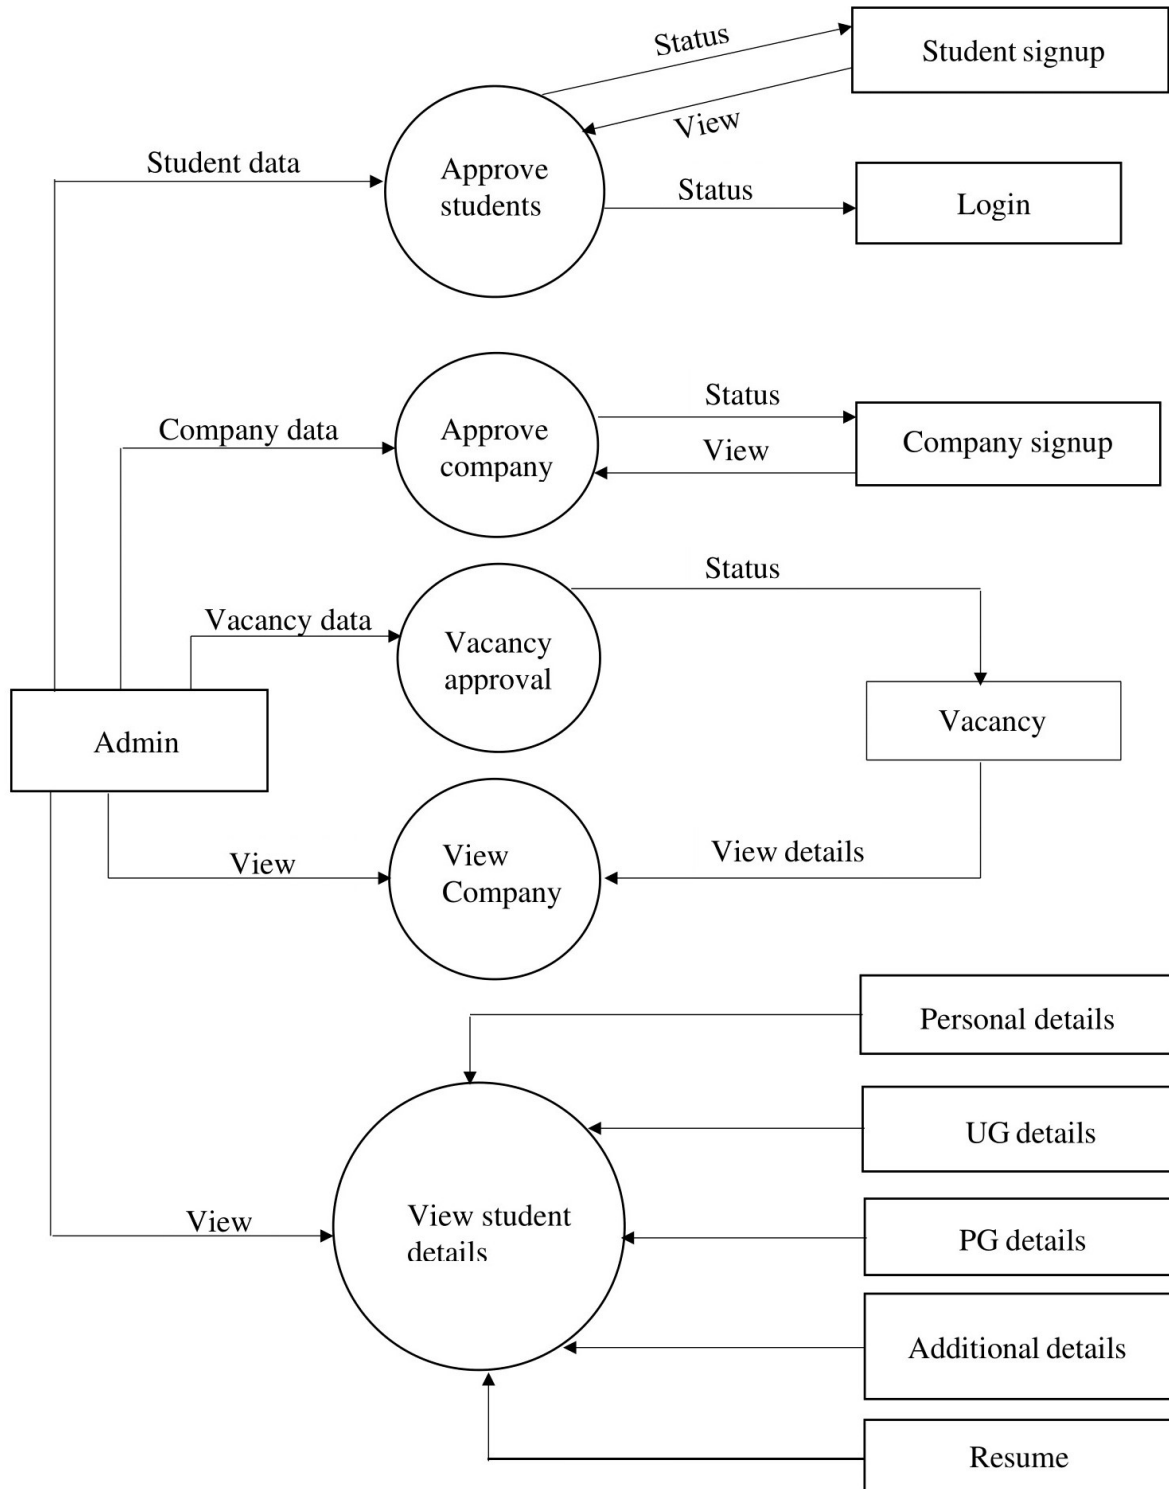 Status
Student signup
View
Student data
Approve
students
Status
Login
Company data
Approve
company
Status
View
Company signup
Status
Vacancy data
Vacancy
approval
Admin
Vacancy
View
View
Company
View details
Personal details
UG details
View
View student
details
PG details
Additional details
Resume